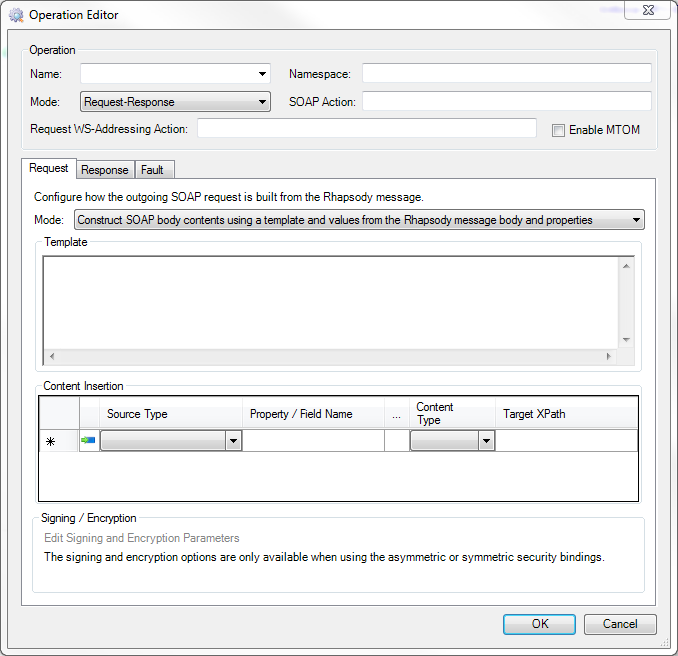 Operation Editor
Operation
Name:
Namespace:
Mode: Request-Response
SOAP Action:
Request WS-Addressing Action:
Enable MTOM
Request Response Fault
Configure how the outgoing SOAP request is built from the Rhapsody message.
Mode: Construct SOAP body contents using a template and values from the Rhapsody message body and properties
Template
Content Insertion
Source Type Property / Field Name ... Content Type Target XPath
Signing / Encryption
Edit Signing and Encryption Parameters
The signing and encryption options are only available when using the asymmetric or symmetric security bindings.
OK Cancel